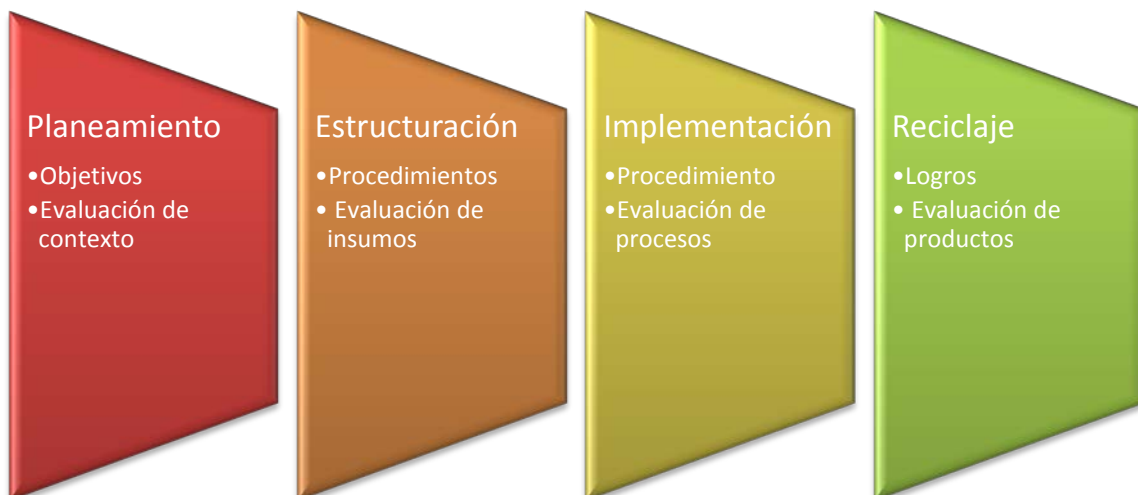 Planeamiento
•Objetivos
•Evaluación de
contexto
Estructuración
•Procedimientos
• Evaluación de
insumos
Implementación
•Procedimiento
•Evaluación de
procesos
Reciclaje
•Logros
• Evaluación de
productos